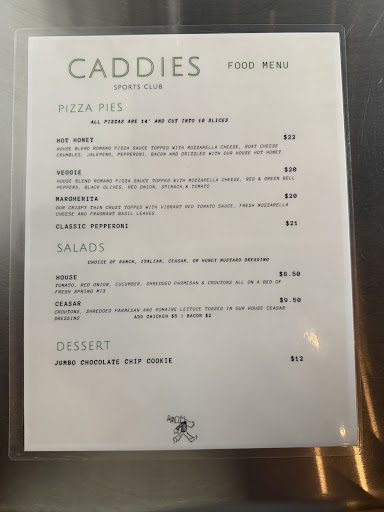 CADDIES FOOD MENU
SPORTS CLUB
PIZZA PIES
ALL PIZZAS ARE 14" AND CUT INTO 10 SLICES
HOT HONEY $22
HOUSE BLEND ROMANO PIZZA SAUCE TOPPED WITH MOZZARELLA CHEESE, GOAT CHEESE
CRUMBLES, JALEPENO, PEPPERONI, BACON AND DRIZZLED WITH OUR HOUSE HOT HONEY.
VEGGIE $20
HOUSE BLEND ROMANO PIZZA SAUCE TOPPED WITH MOZZARELLA CHEESE, RED & GREEN BELL
PEPPERS, BLACK OLIVES, RED ONION, SPINACH,& TOMATO
MARGHERITA $20
OUR CRISPY THIN CRUST TOPPED WITH VIBRANT RED TOMATO SAUCE, FRESH MOZZARELLA
CHEESE AND FRAGRANT BASIL LEAVES.
CLASSIC PEPPERONI $21
SALADS
CHOICE OF RANCH, ITALIAN, CEASAR, OR HONEY MUSTARD DRESSING
HOUSE $8.50
TOMATO, RED ONION, CUCUMBER, SHREDDED PARMESAN & CROUTONS ALL ON A BED OF
FRESH SPRING MIX
CEASAR $9.50
CROUTONS, SHREDDED PARMESAN AND ROMAINE LETTUCE TOSSED IN OUR HOUSE CEASAR
DRESSING ADD CHICKEN $5 | BACON $2
DESSERT
JUMBO CHOCOLATE CHIP COOKIE $12